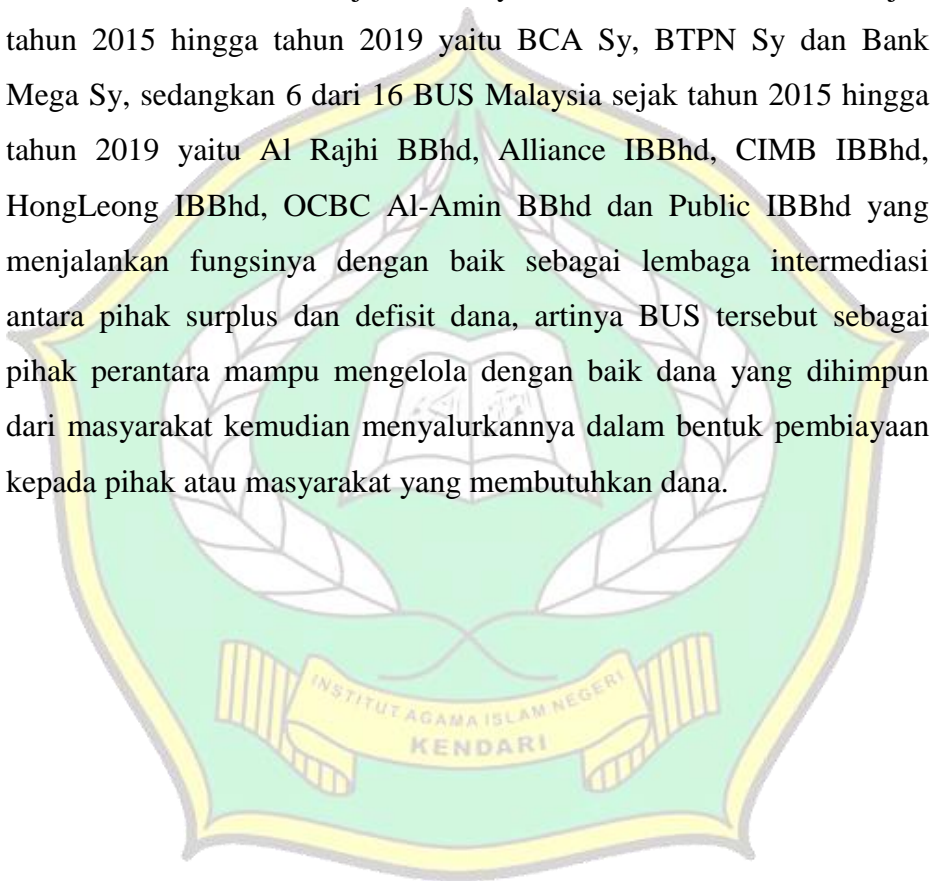 tahun 2015 hingga tahun 2019 yaitu BCA Sy, BTPN Sy dan Bank
Mega Sy, sedangkan 6 dari 16 BUS Malaysia sejak tahun 2015 hingga
tahun 2019 yaitu Al Rajhi BBhd, Alliance IBBhd, CIMB IBBhd,
HongLeong IBBhd, OCBC Al-Amin BBhd dan Public IBBhd yang
menjalankan fungsinya dengan baik sebagai lembaga intermediasi
antara pihak surplus dan defisit dana, artinya BUS tersebut sebagai
pihak perantara mampu mengelola dengan baik dana yang dihimpun
dari masyarakat kemudian menyalurkannya dalam bentuk pembiayaan
kepada pihak atau masyarakat yang membutuhkan dana.
INSTITUT AGAMA ISLAM NEGERI
KENDARI